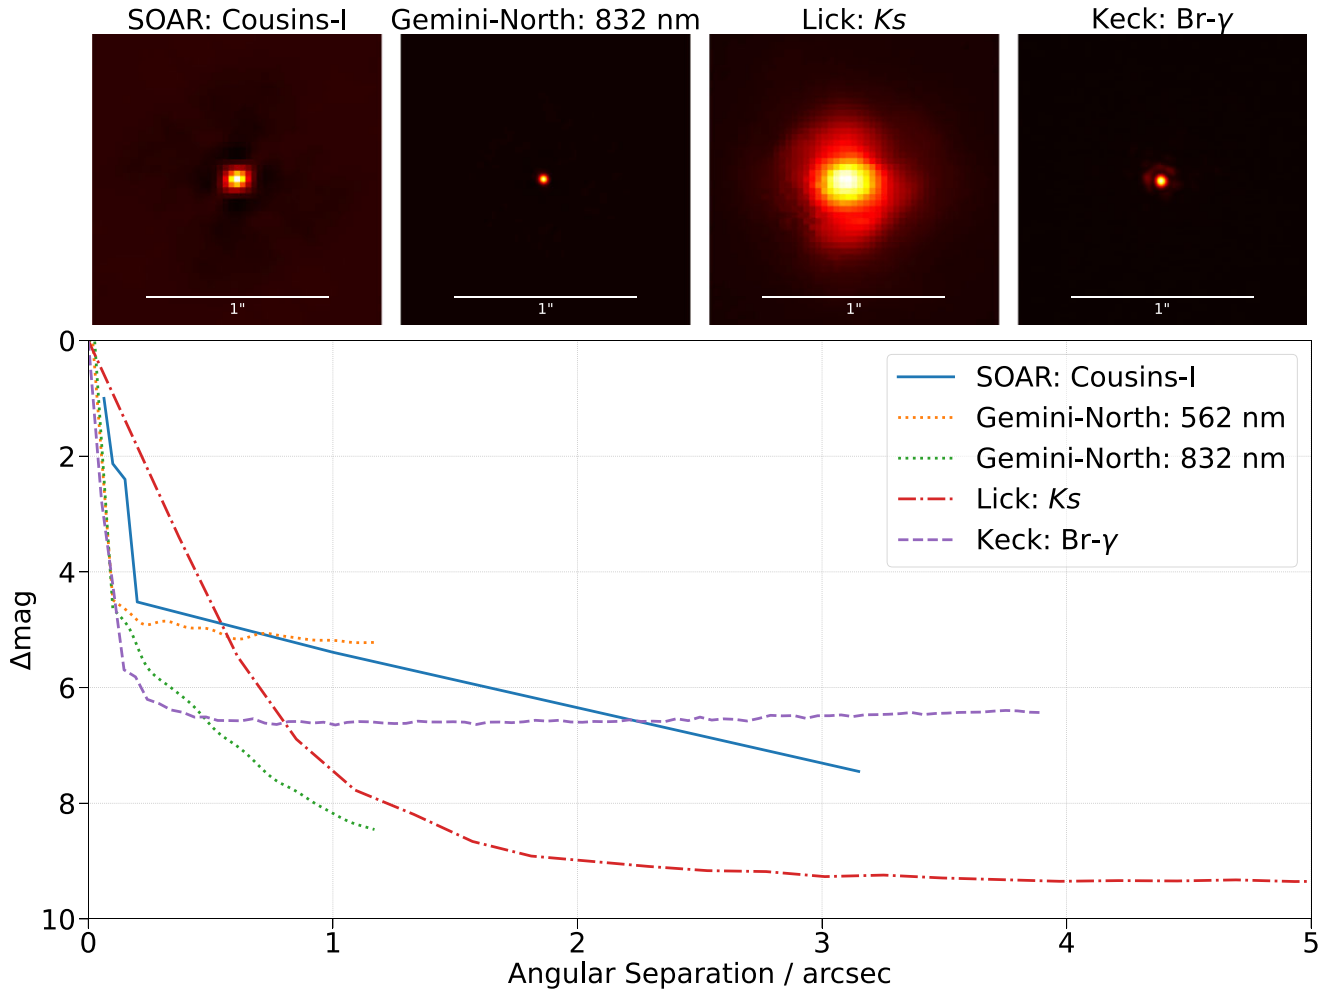 SOAR: Cousins-I
Gemini-North: 832 nm
Lick: Ks
Keck: Br-γ
1"
1"
1"
1"
0
2
4
6
8
10
Δmag
SOAR: Cousins-I
Gemini-North: 562 nm
Gemini-North: 832 nm
Lick: Ks
Keck: Br-γ
0
1
2
3
4
5
Angular Separation / arcsec